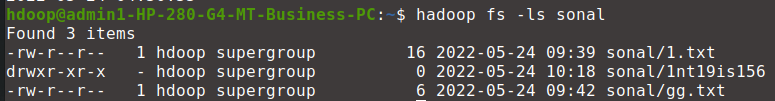 hdoop@admin1-HP-280-G4-MT-Business-PC:~$ hadoop fs -ls sonal
Found 3 items
-rw-r--r--   1 hdoop supergroup         16 2022-05-24 09:39 sonal/1.txt
drwxr-xr-x   - hdoop supergroup          0 2022-05-24 10:18 sonal/1nt19is156
-rw-r--r--   1 hdoop supergroup          6 2022-05-24 09:42 sonal/gg.txt